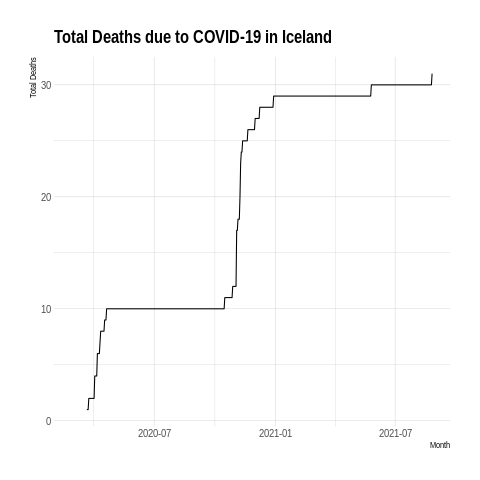 Total Deaths due to COVID-19 in Iceland
Total Deaths
30
20
10
0
2020-07
2021-01
2021-07
Month